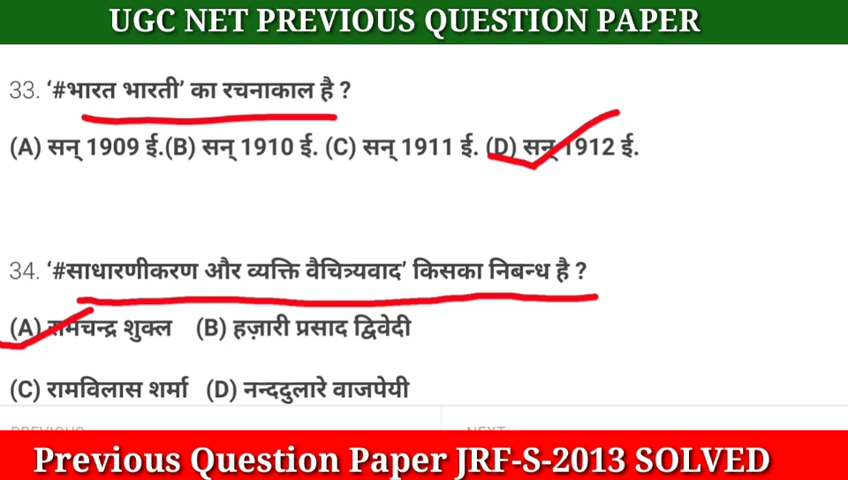 UGC NET PREVIOUS QUESTION PAPER
33. ‘#भारत भारती’ का रचनाकाल है ?
(A) सन् 1909 ई.(B) सन् 1910 ई. (C) सन् 1911 ई. (D) सन् 1912 ई.
34. ‘#साधारणीकरण और व्यक्ति वैचित्र्यवाद’ किसका निबन्ध है ?
(A) रामचन्द्र शुक्ल (B) हज़ारी प्रसाद द्विवेदी
(C) रामविलास शर्मा (D) नन्ददुलारे वाजपेयी
PREVIOUS NEXT
Previous Question Paper JRF-S-2013 SOLVED